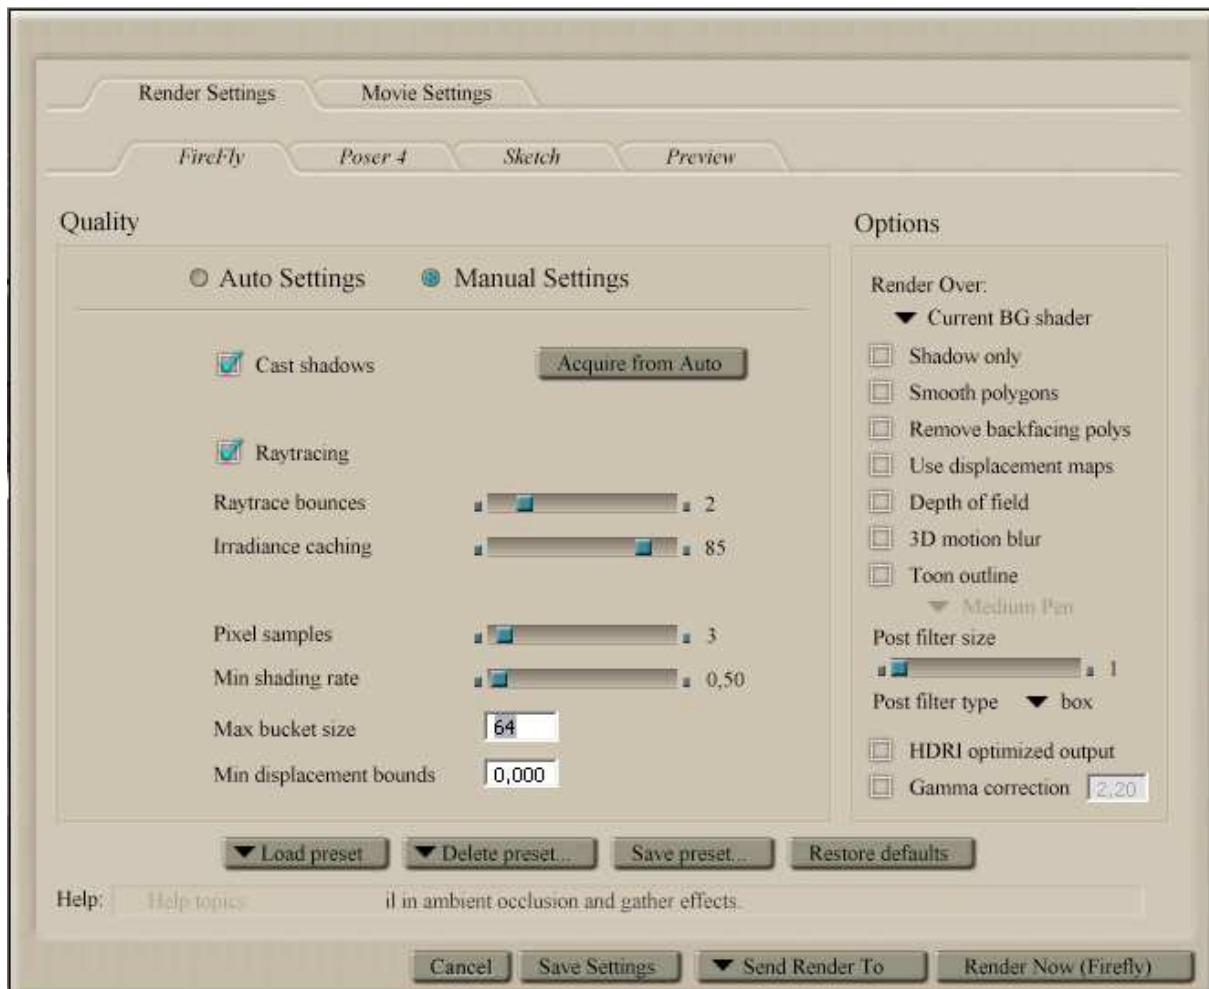 Render Settings Movie Settings
FireFly Poser 4 Sketch Preview
Quality
Auto Settings Manual Settings
Cast shadows Acquire from Auto
Raytracing
Raytrace bounces 2
Irradiance caching 85
Pixel samples 3
Min shading rate 0,50
Max bucket size 64
Min displacement bounds 0,000
Options
Render Over:
Current BG shader
Shadow only
Smooth polygons
Remove backfacing polys
Use displacement maps
Depth of field
3D motion blur
Toon outline
Medium Pen
Post filter size
1
Post filter type box
HDRI optimized output
Gamma correction 2,20
Load preset Delete preset... Save preset... Restore defaults
Help: Help topics il in ambient occlusion and gather effects.
Cancel Save Settings Send Render To Render Now (Firefly)